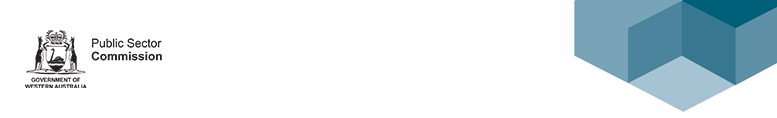 Public Sector
Commission
GOVERNMENT OF
WESTERN AUSTRALIA